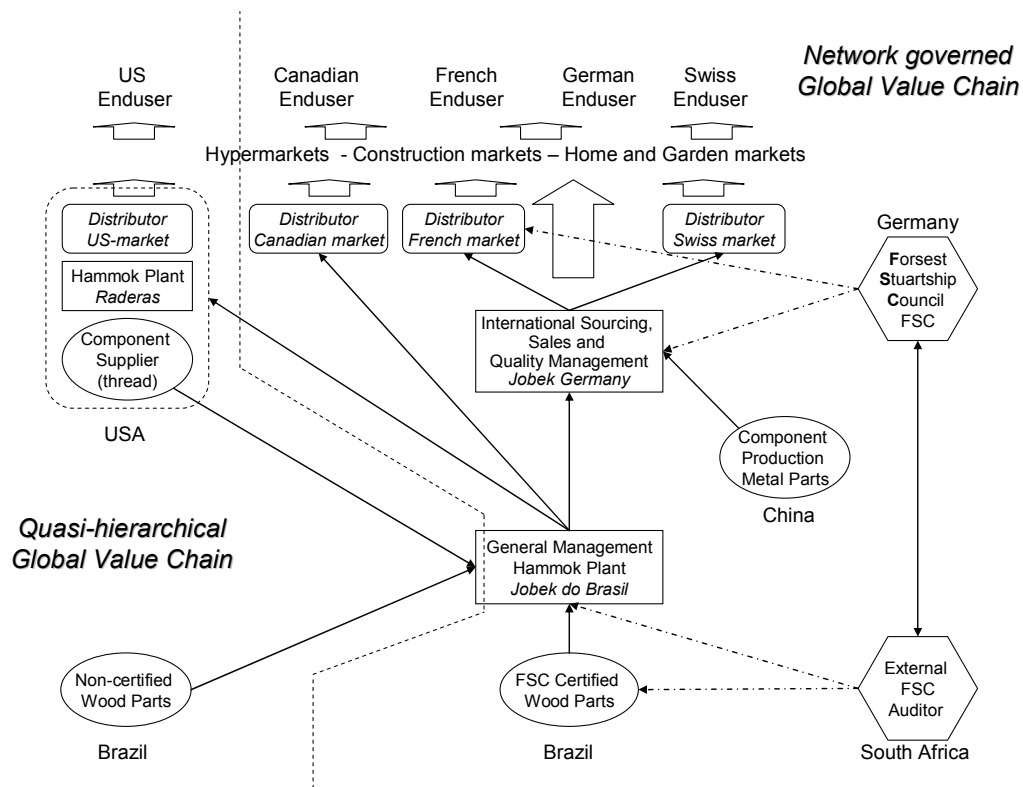 Network governed
Global Value Chain
US
Enduser
Canadian
Enduser
French
Enduser
German
Enduser
Swiss
Enduser
Hypermarkets - Construction markets – Home and Garden markets
Distributor
US-market
Distributor
Canadian market
Distributor
French market
Distributor
Swiss market
Germany
Forsest
Stuartship
Council
FSC
Hammok Plant
Raderas
Component
Supplier
(thread)
USA
International Sourcing,
Sales and
Quality Management
Jobek Germany
Component
Production
Metal Parts
China
Quasi-hierarchical
Global Value Chain
General Management
Hammok Plant
Jobek do Brasil
Non-certified
Wood Parts
Brazil
FSC Certified
Wood Parts
Brazil
External
FSC
Auditor
South Africa